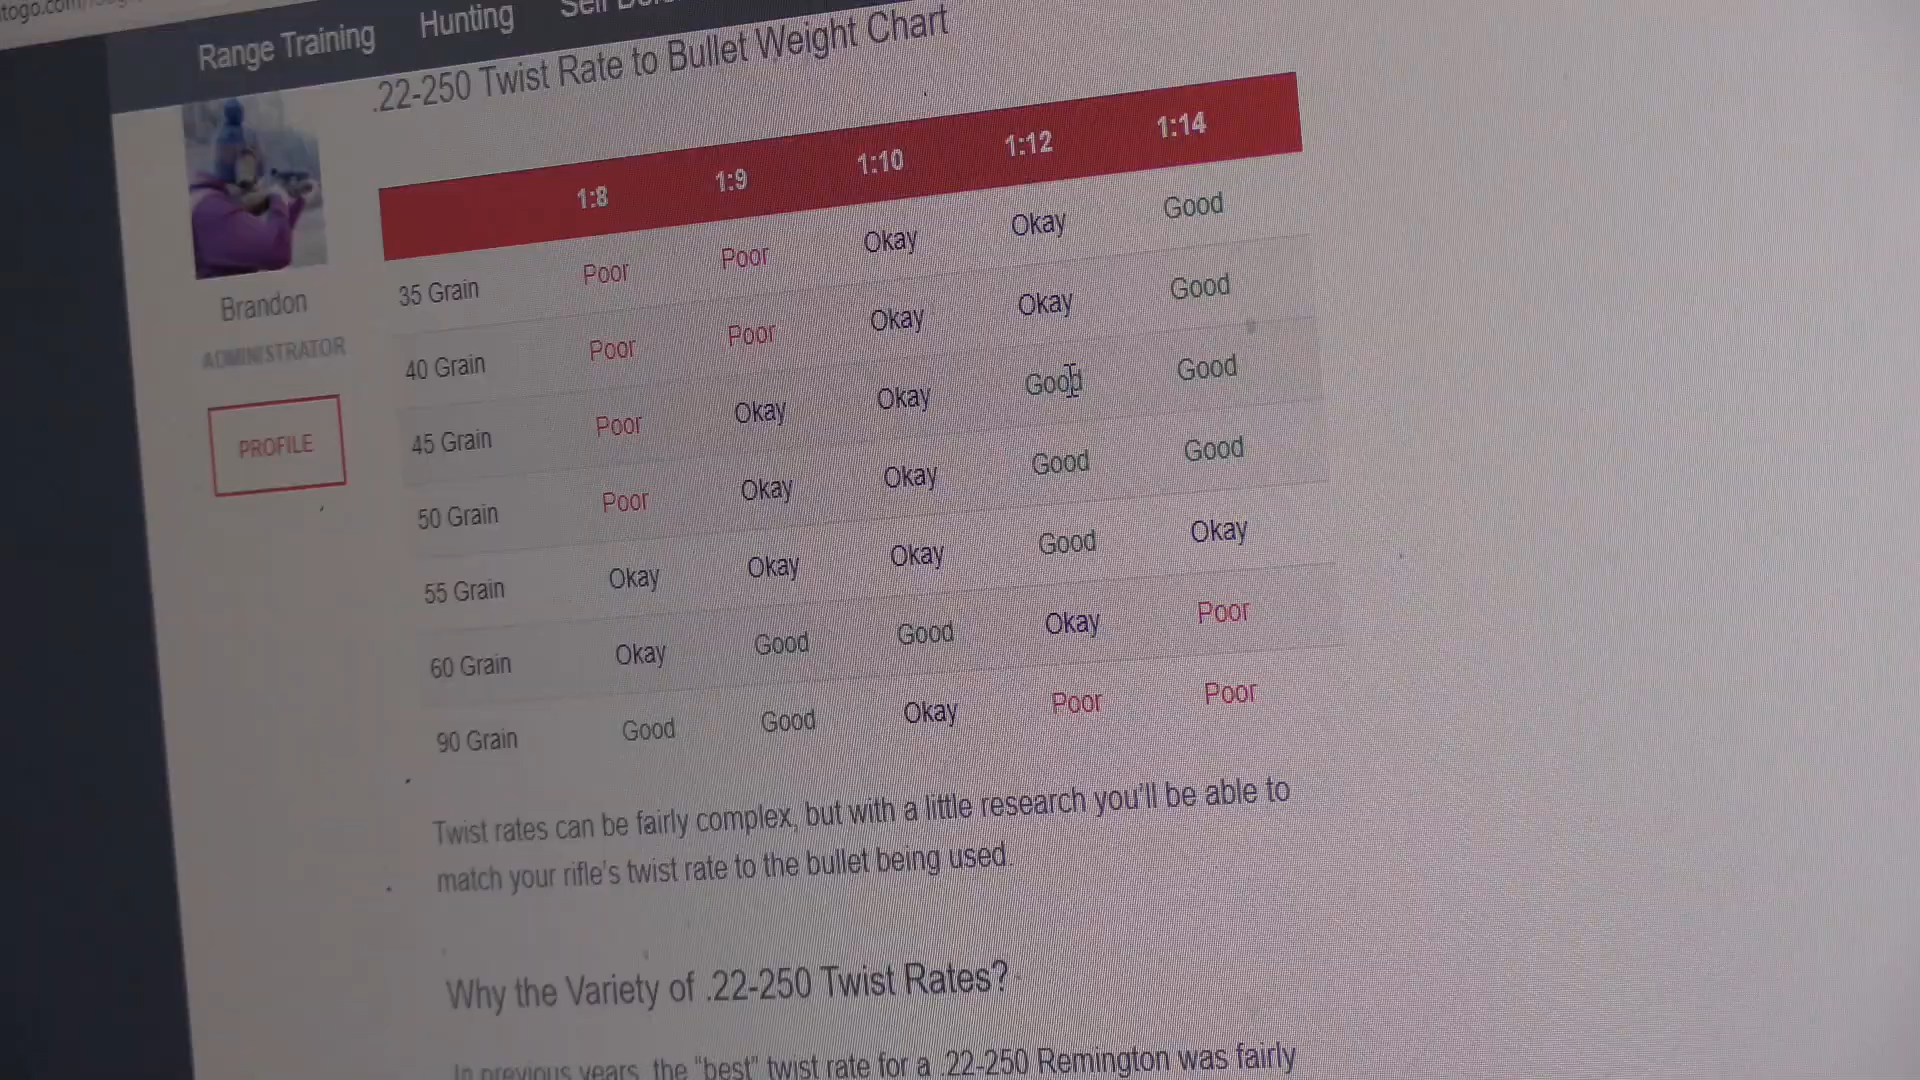 togo.com/
Range Training Hunting Self
.22-250 Twist Rate to Bullet Weight Chart
1:8 1:9 1:10 1:12 1:14
35 Grain Poor Poor Okay Okay Good
40 Grain Poor Poor Okay Okay Good
45 Grain Poor Okay Okay Good Good
50 Grain Poor Okay Okay Good Good
55 Grain Okay Okay Okay Good Okay
60 Grain Okay Good Good Okay Poor
90 Grain Good Good Okay Poor Poor
Brandon
ADMINISTRATOR
PROFILE
Twist rates can be fairly complex, but with a little research you'll be able to
match your rifle's twist rate to the bullet being used.
Why the Variety of .22-250 Twist Rates?
In previous years, the "best" twist rate for a .22-250 Remington was fairly